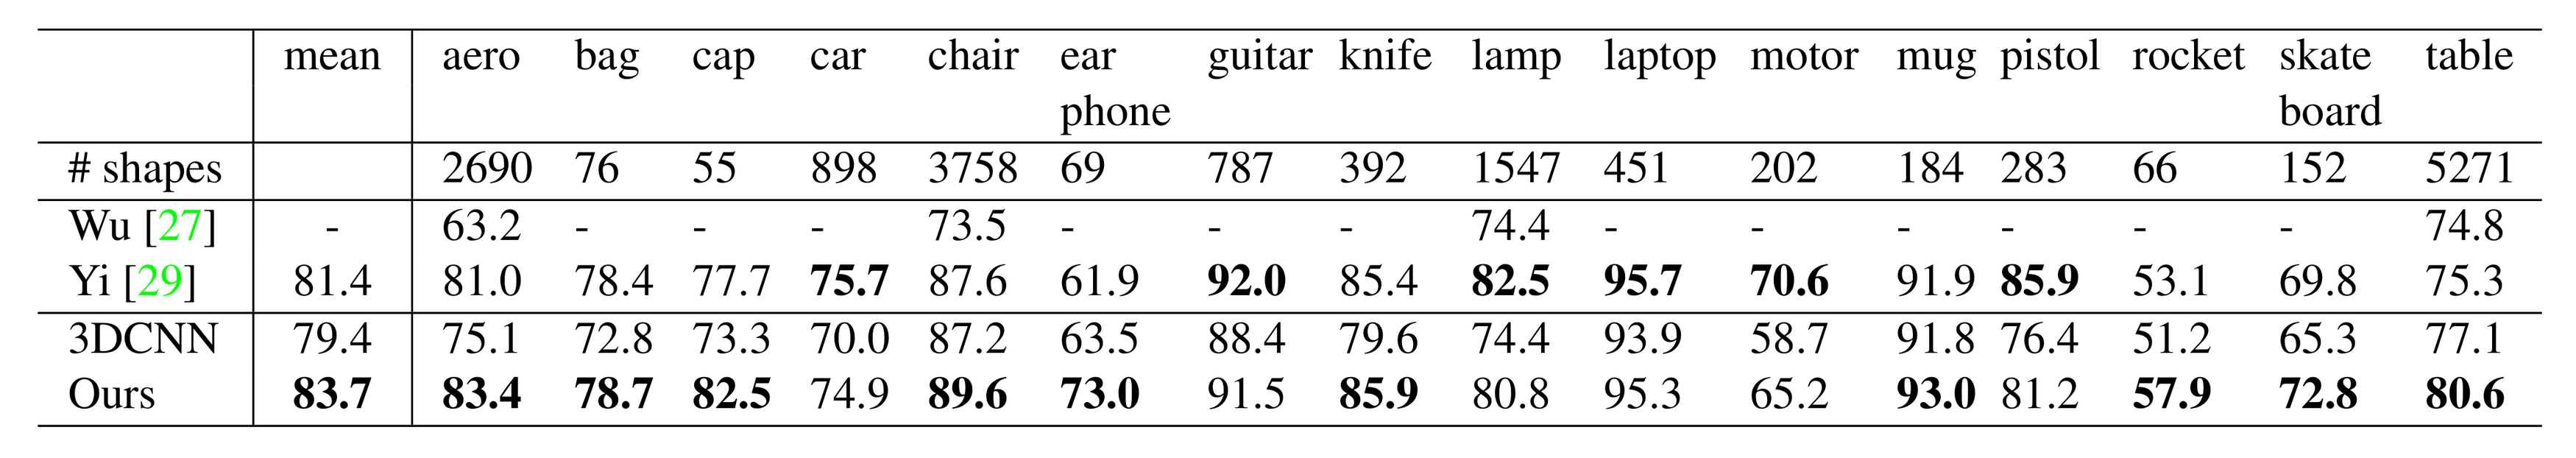 mean aero bag cap car chair ear guitar knife lamp laptop motor mug pistol rocket skate table
phone board
# shapes 2690 76 55 898 3758 69 787 392 1547 451 202 184 283 66 152 5271
Wu [27] - 63.2 - - - 73.5 - - - 74.4 - - - - - - 74.8
Yi [29] 81.4 81.0 78.4 77.7 75.7 87.6 61.9 92.0 85.4 82.5 95.7 70.6 91.9 85.9 53.1 69.8 75.3
3DCNN 79.4 75.1 72.8 73.3 70.0 87.2 63.5 88.4 79.6 74.4 93.9 58.7 91.8 76.4 51.2 65.3 77.1
Ours 83.7 83.4 78.7 82.5 74.9 89.6 73.0 91.5 85.9 80.8 95.3 65.2 93.0 81.2 57.9 72.8 80.6